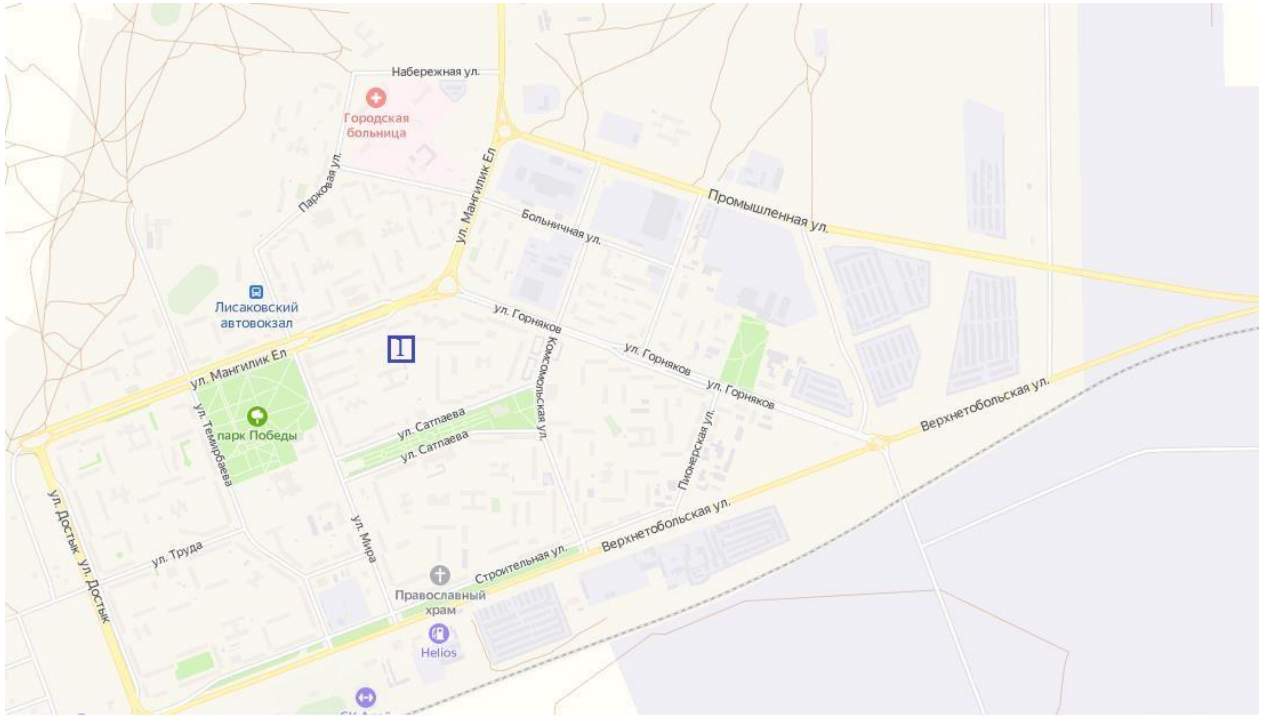 Набережная ул.
Городская
больница
Парковая ул.
ул. Мангилик Ел
Промышленная ул.
Больничная ул.
Лисаковский
автовокзал
ул. Горняков
1
Комсомольская ул.
ул. Горняков
ул. Мангилик Ел
ул. Горняков
Верхнетобольская ул.
ул. Сатпаева
парк Победы
ул. Темирбаева
ул. Сатпаева
Пионерская ул.
ул. Достык
ул. Мира
Верхнетобольская ул.
ул. Труда
Строительная ул.
ул. Достык
Православный
храм
Helios